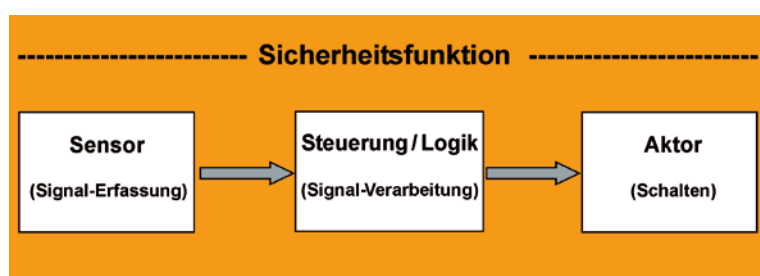 Sicherheitsfunktion
Sensor
(Signal-Erfassung)
Steuerung / Logik
(Signal-Verarbeitung)
Aktor
(Schalten)